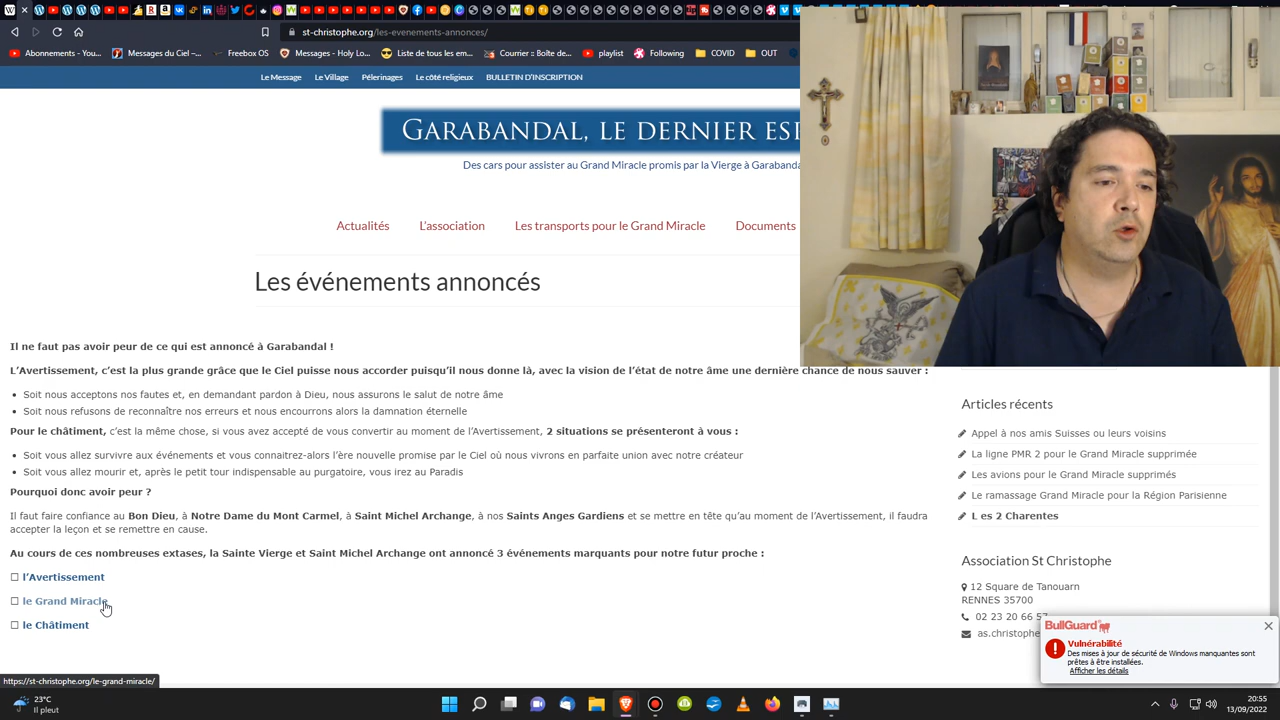 st-christophe.org/les-evenements-annonces/
Abonnements - You...
Messages du Ciel -...
Freebox OS
Messages - Holy Lo...
Ceci est de tous les...
Courrier :: Boîte de...
playlist
Following
COVID
OUT
Le Message
Le Village
Pélerinages
Le côté religieux
BULLETIN D'INSCRIPTION
GARABANDAL, LE DERNIER
Des cars pour assister au Grand Miracle promis par la Vierge à
Actualités
L'association
Les transports pour le Grand Miracle
Documents
Les événements annoncés
Il ne faut pas avoir peur de ce qui est annoncé à Garabandal !
L'Avertissement, c'est la plus grande grâce que le Ciel puisse nous accorder puisqu'il nous donne là, avec la vision de l'état de notre âme une dernière chance de nous sauver :
Soit nous acceptons nos fautes et, en demandant pardon à Dieu, nous assurons le salut de notre âme
Soit nous refusons de reconnaître nos erreurs et nous encourrons alors la damnation éternelle
Pour le châtiment, c'est la même chose, si vous avez accepté de vous convertir au moment de l'Avertissement, 2 situations se présenteront à vous :
Soit vous allez survivre aux événements et vous connaitrez-alors l'ère nouvelle promise par le Ciel où nous vivrons en parfaite union avec notre créateur
Soit vous allez mourir et, après le petit tour indispensable au purgatoire, vous irez au Paradis
Pourquoi donc avoir peur ?
Il faut faire confiance au Bon Dieu, à Notre Dame du Mont Carmel, à Saint Michel Archange, à nos Saints Anges Gardiens et se mettre en tête qu'au moment de l'Avertissement, il faudra
accepter la leçon et se remettre en cause.
Au cours de ces nombreuses extases, la Sainte Vierge et Saint Michel Archange ont annoncé 3 événements marquants pour notre futur proche :
☐ l'Avertissement
☐ le Grand Miracle
☐ le Châtiment
Articles récents
Appel à nos amis Suisses ou leurs voisins
La ligne PMR 2 pour le Grand Miracle supprimée
Les avions pour le Grand Miracle supprimés
Le ramassage Grand Miracle pour la Région Parisienne
L es 2 Charentes
Association St Christophe
12 Square de Tanouarn
RENNES 35700
02 23 20 66 57
as.christophe
BullGuard
Vulnérabilité
Des mises à jour de sécurité de Windows manquantes sont
prêtes à être installées.
Afficher les détails
https://st-christophe.org/le-grand-miracle/
23°C
Il pleut
20:55
13/09/2022